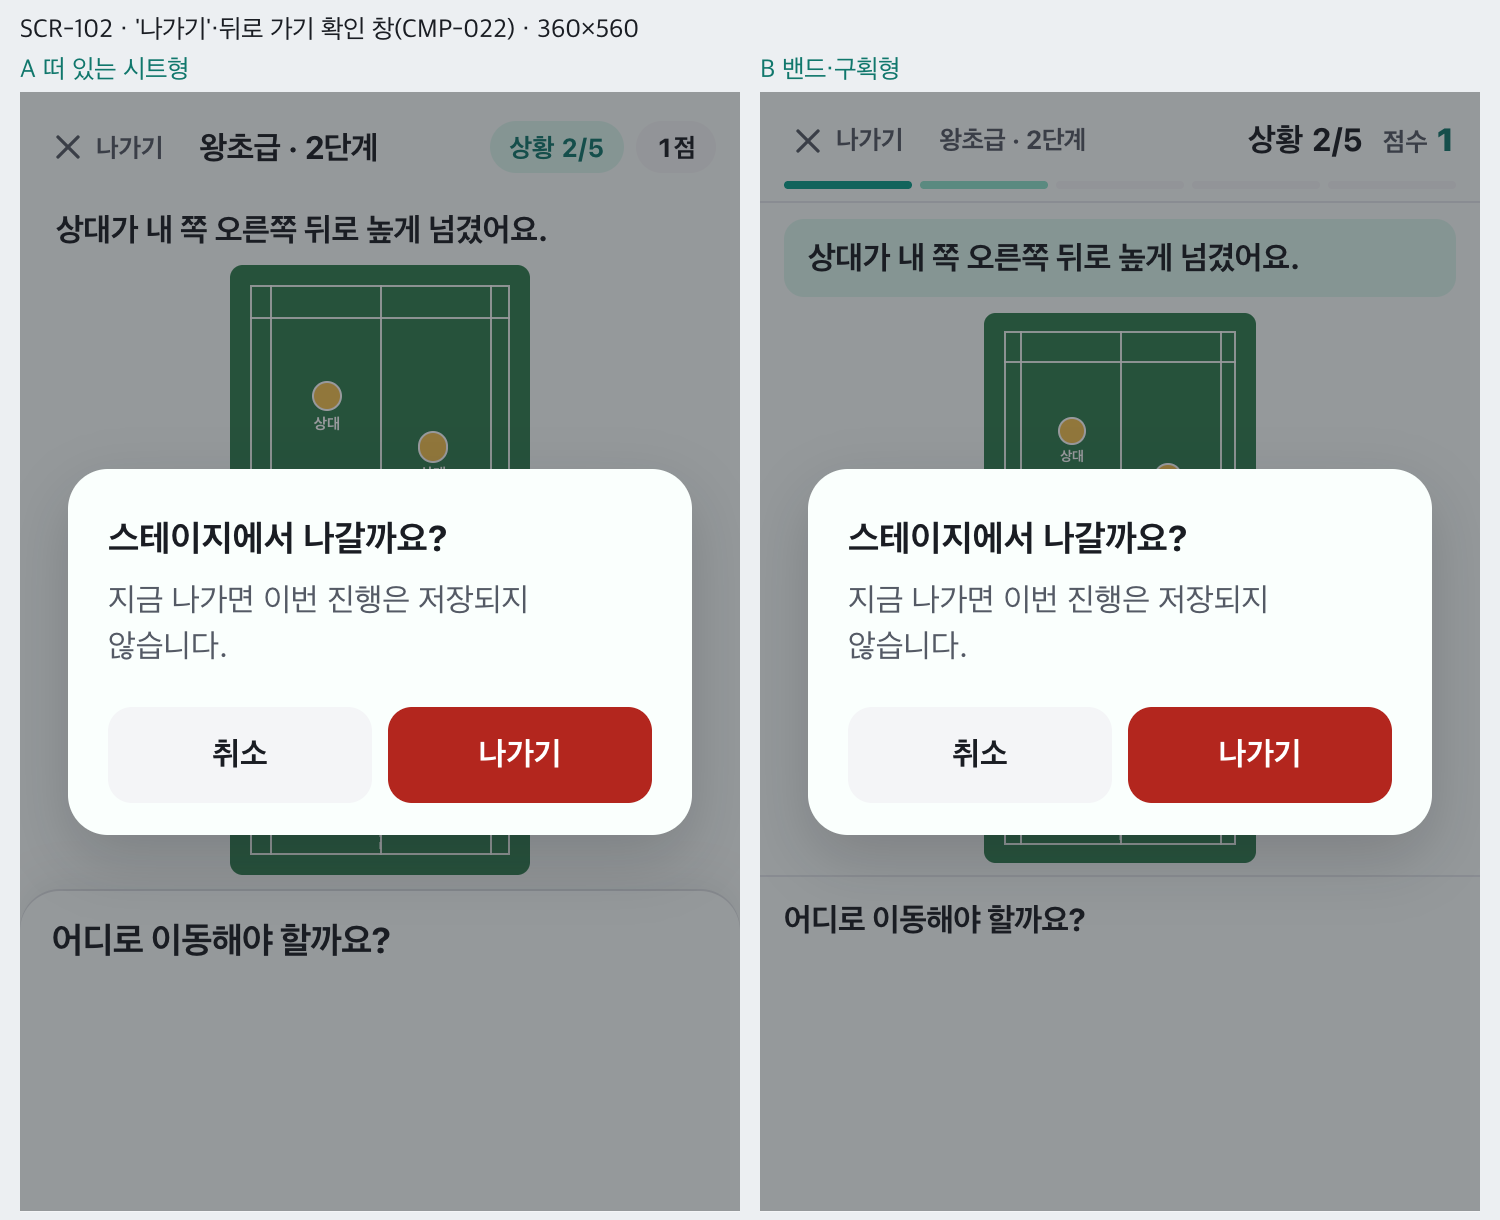 SCR-102 · '나가기'·뒤로 가기 확인 창(CMP-022) · 360×560
A 떠 있는 시트형
나가기 왕초급 · 2단계 상황 2/5 1점
상대가 내 쪽 오른쪽 뒤로 높게 넘겼어요.
상대
스테이지에서 나갈까요?
지금 나가면 이번 진행은 저장되지
않습니다.
취소 나가기
어디로 이동해야 할까요?
B 밴드·구획형
나가기 왕초급 · 2단계 상황 2/5 점수 1
상대가 내 쪽 오른쪽 뒤로 높게 넘겼어요.
상대
스테이지에서 나갈까요?
지금 나가면 이번 진행은 저장되지
않습니다.
취소 나가기
어디로 이동해야 할까요?